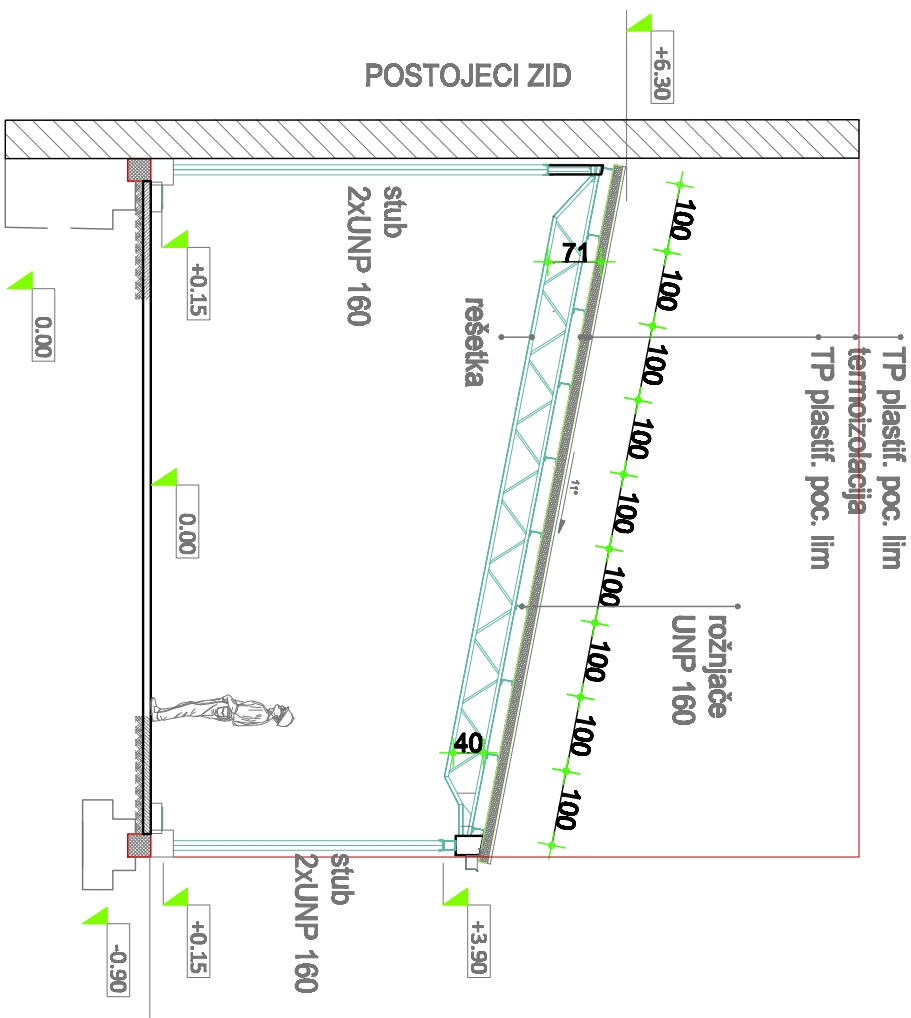 POSTOJECI ZID
+6.30
TP plastif. poc. lim
termoizolacija
TP plastif. poc. lim
100
100
100
100
100
100
100
100
100
71
40
11°
rešetka
rožnjače
UNP 160
stub
2xUNP 160
stub
2xUNP 160
+0.15
0.00
0.00
+0.15
-0.90
+3.90